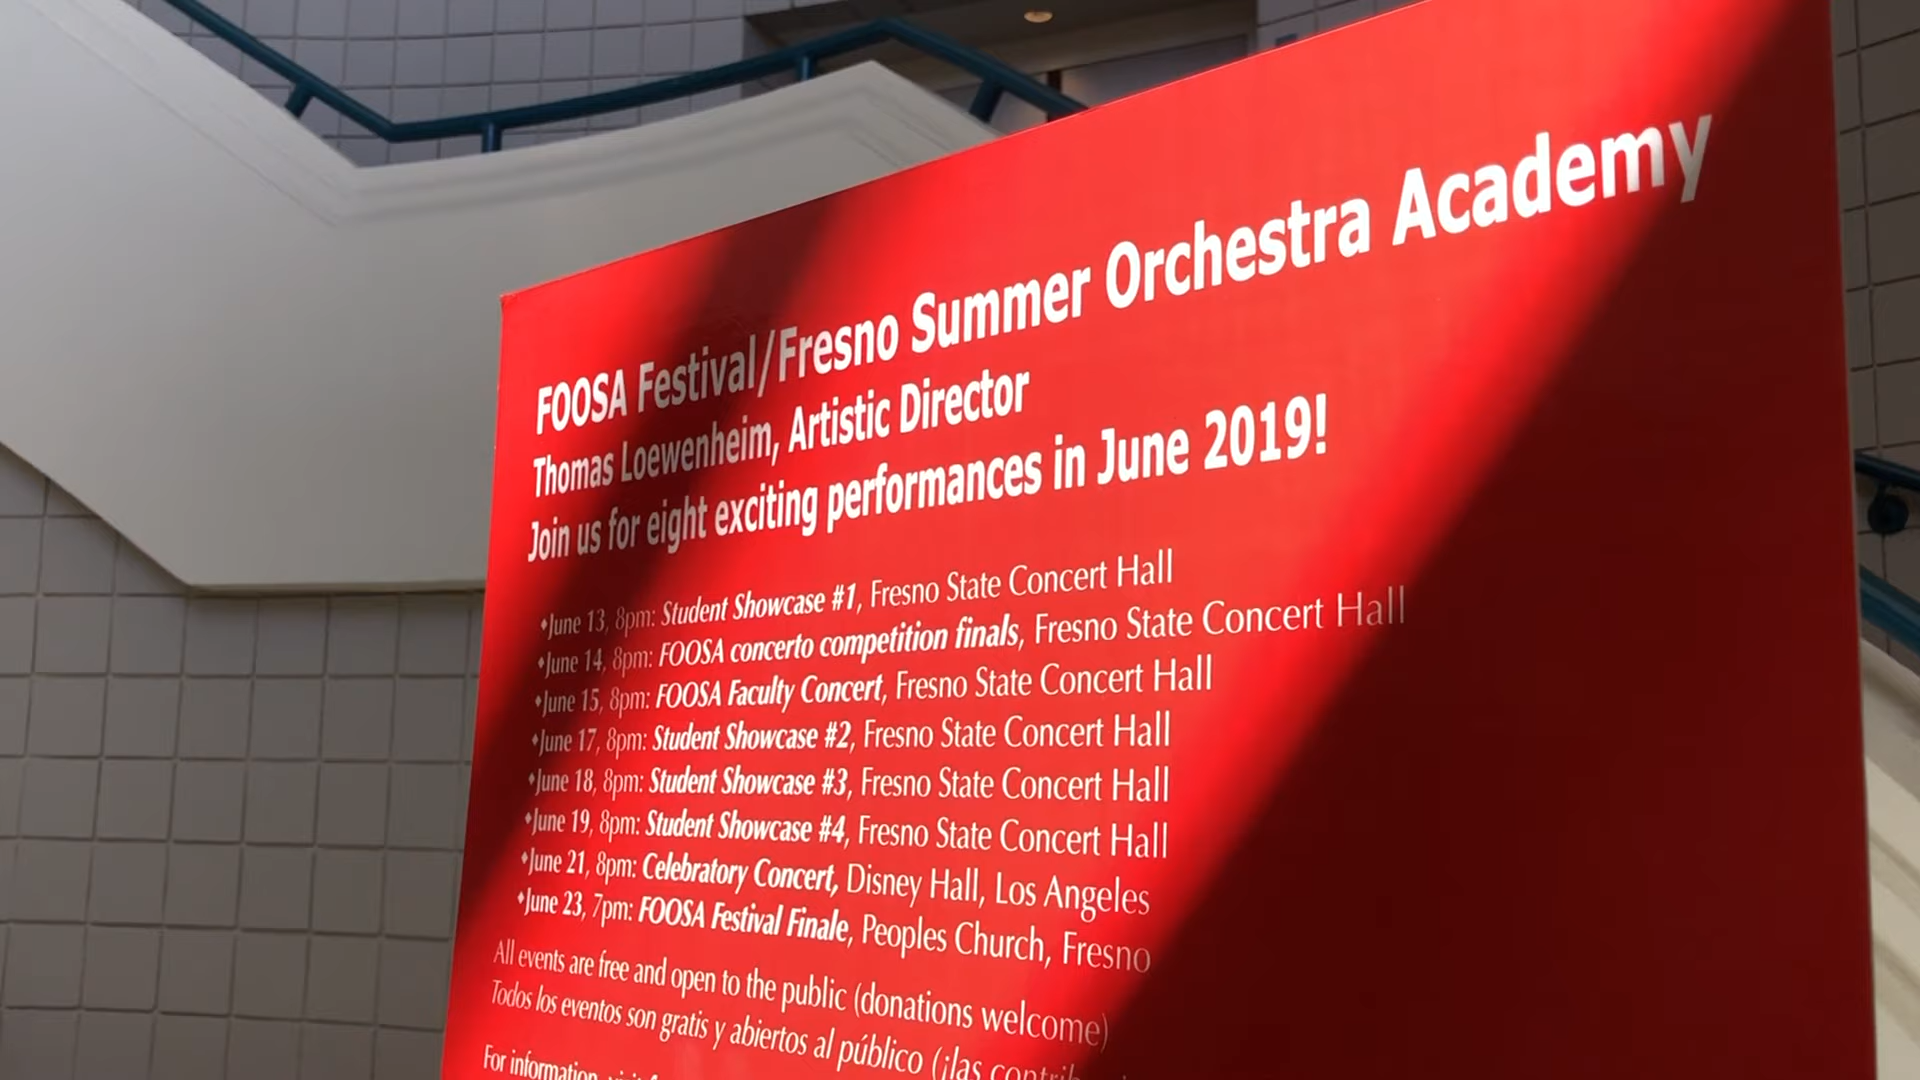 FOOSA Festival/Fresno Summer Orchestra Academy
Thomas Loewenheim, Artistic Director
Join us for eight exciting performances in June 2019!
♦June 13, 8pm: Student Showcase #1, Fresno State Concert Hall
♦June 14, 8pm: FOOSA concerto competition finals, Fresno State Concert Hall
♦June 15, 8pm: FOOSA Faculty Concert, Fresno State Concert Hall
♦June 17, 8pm: Student Showcase #2, Fresno State Concert Hall
♦June 18, 8pm: Student Showcase #3, Fresno State Concert Hall
♦June 19, 8pm: Student Showcase #4, Fresno State Concert Hall
♦June 21, 8pm: Celebratory Concert, Disney Hall, Los Angeles
♦June 23, 7pm: FOOSA Festival Finale, Peoples Church, Fresno
All events are free and open to the public (donations welcome)
Todos los eventos son gratis y abiertos al público (¡las
For information, visit